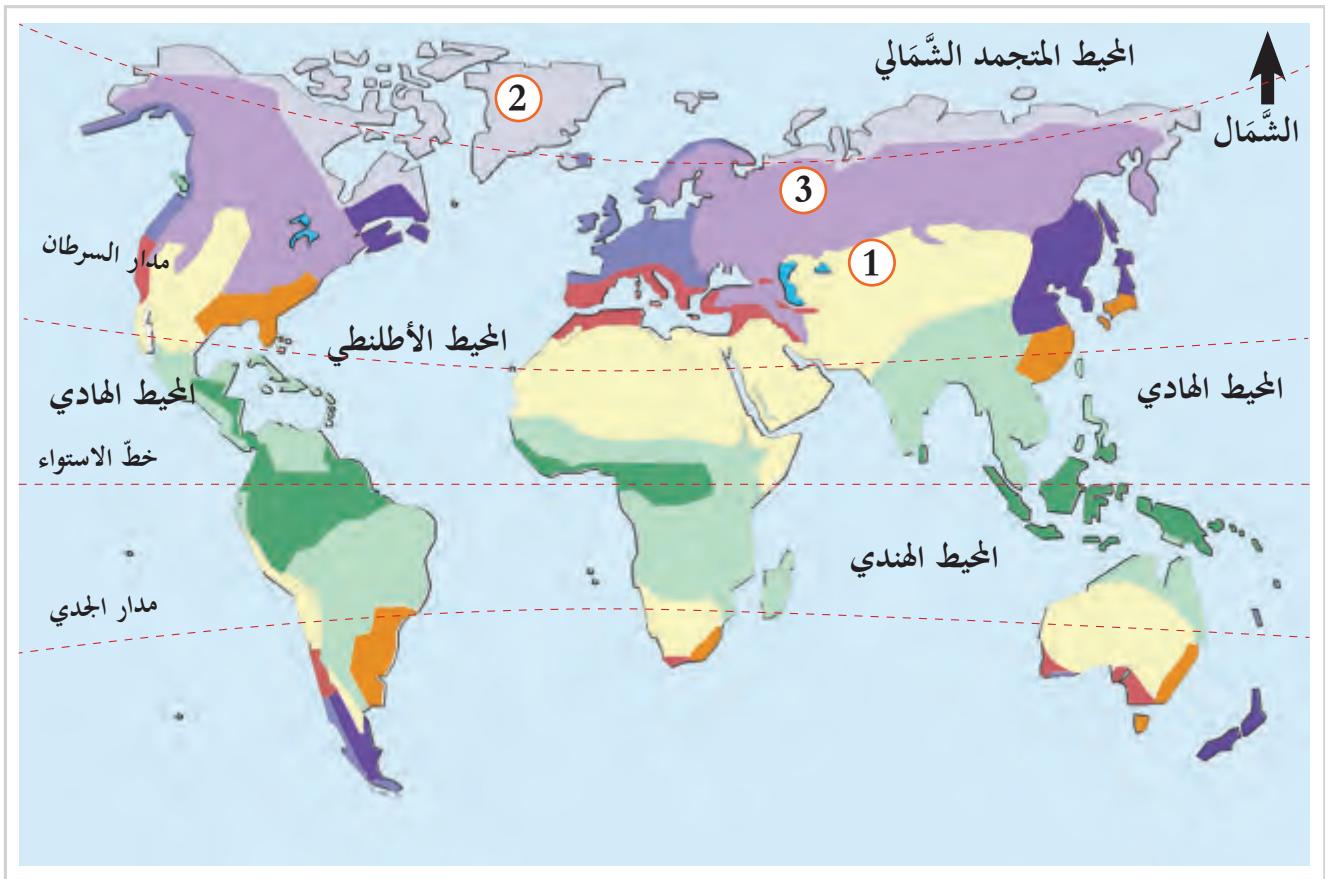 المحيط المتجمد الشَّمَالي
الشَّمَال
2
3
1
مدار السرطان
المحيط الأطلنطي
المحيط الهادي
المحيط الهادي
خطّ الاستواء
المحيط الهندي
مدار الجدي